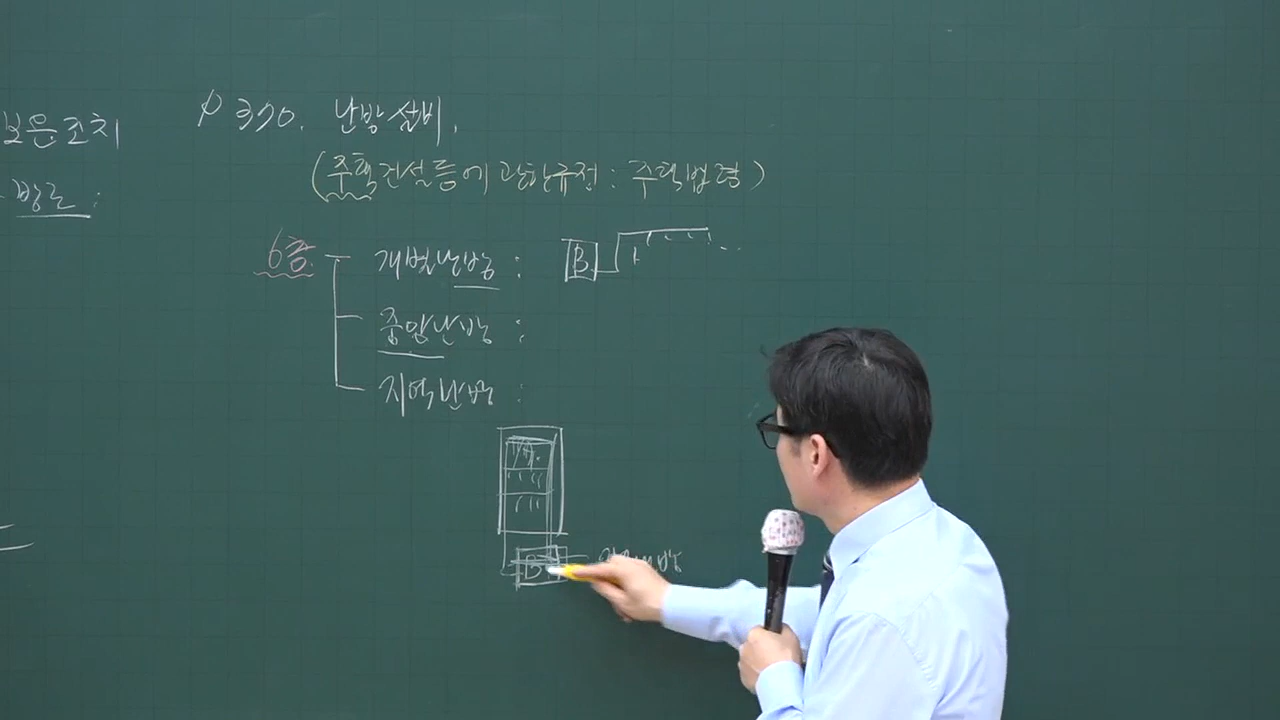 보온조치
방로 :
P 370. 난방설비.
(주택건설등에 관한규정 : 주택법령)
6층
개별난방 : B
중앙난방 :
지역난방 :
B